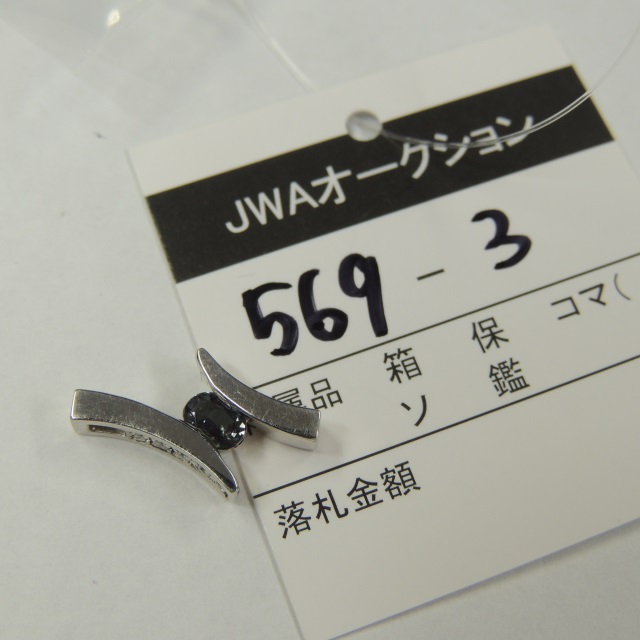 JWAオークション
569-3
品 箱 保 コマ(
ソ 鑑
落札金額